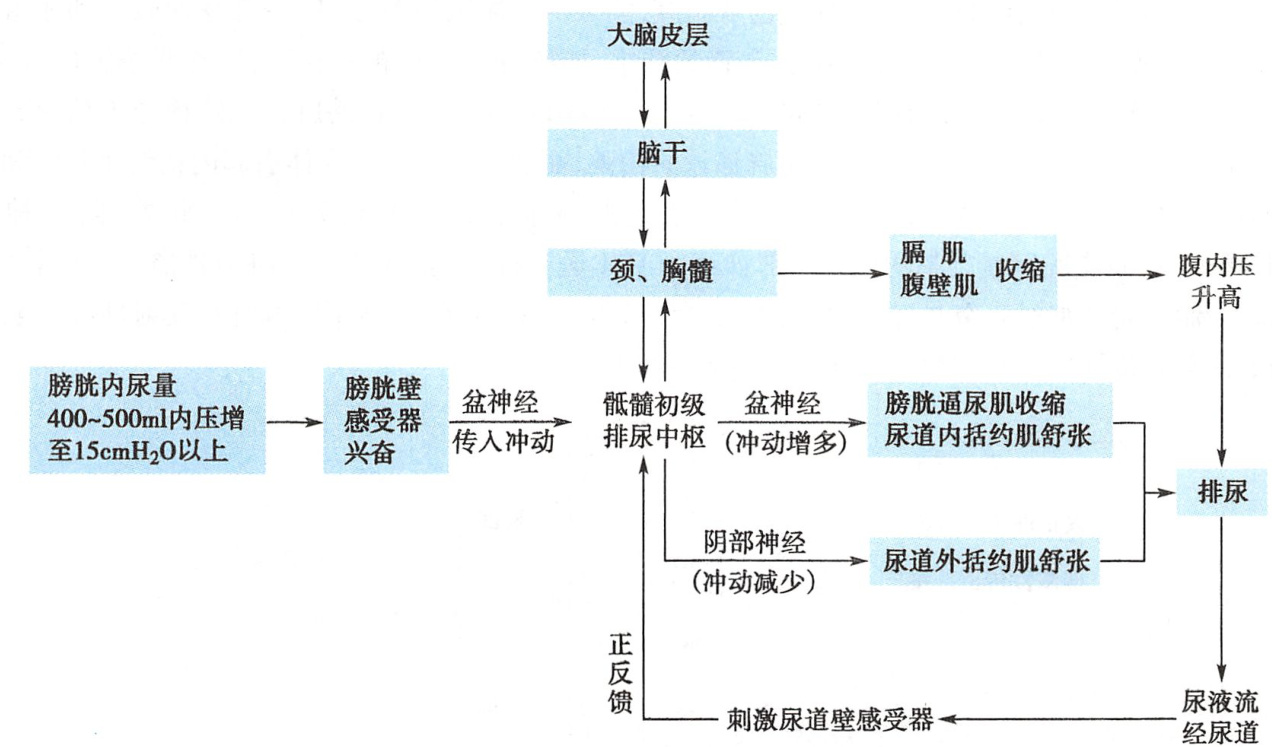 大脑皮层
脑干
颈、胸髓
膈 肌
腹壁肌
收缩
腹内压
升高
膀胱内尿量
400~500ml内压增
至15cmH₂O以上
膀胱壁
感受器
兴奋
盆神经
传入冲动
骶髓初级
排尿中枢
盆神经
(冲动增多)
膀胱逼尿肌收缩
尿道内括约肌舒张
排尿
阴部神经
(冲动减少)
尿道外括约肌舒张
正
反
馈
刺激尿道壁感受器
尿液流
经尿道